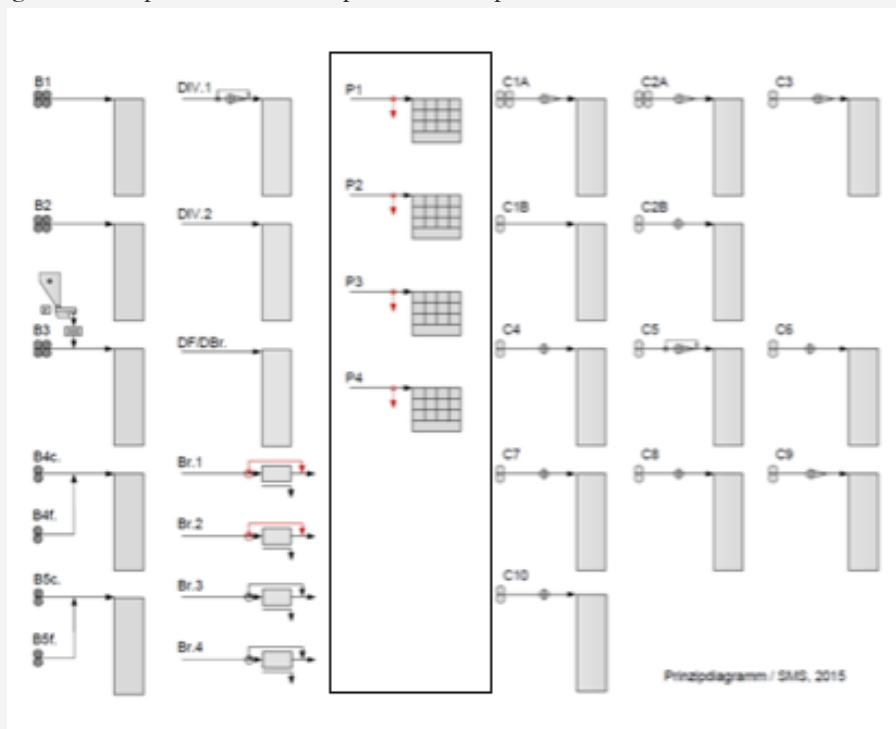 B1 DIV.1 P1 C1A C2A C3
B2 DIV.2 P2 C1B C2B
B3 DF/DBr. P3 C4 C5 C6
P4
B4c. Br.1 C7 C8 C9
B4f. Br.2
B5c. Br.3 C10
B5f. Br.4
Prinzipdiagramm / SMS, 2015